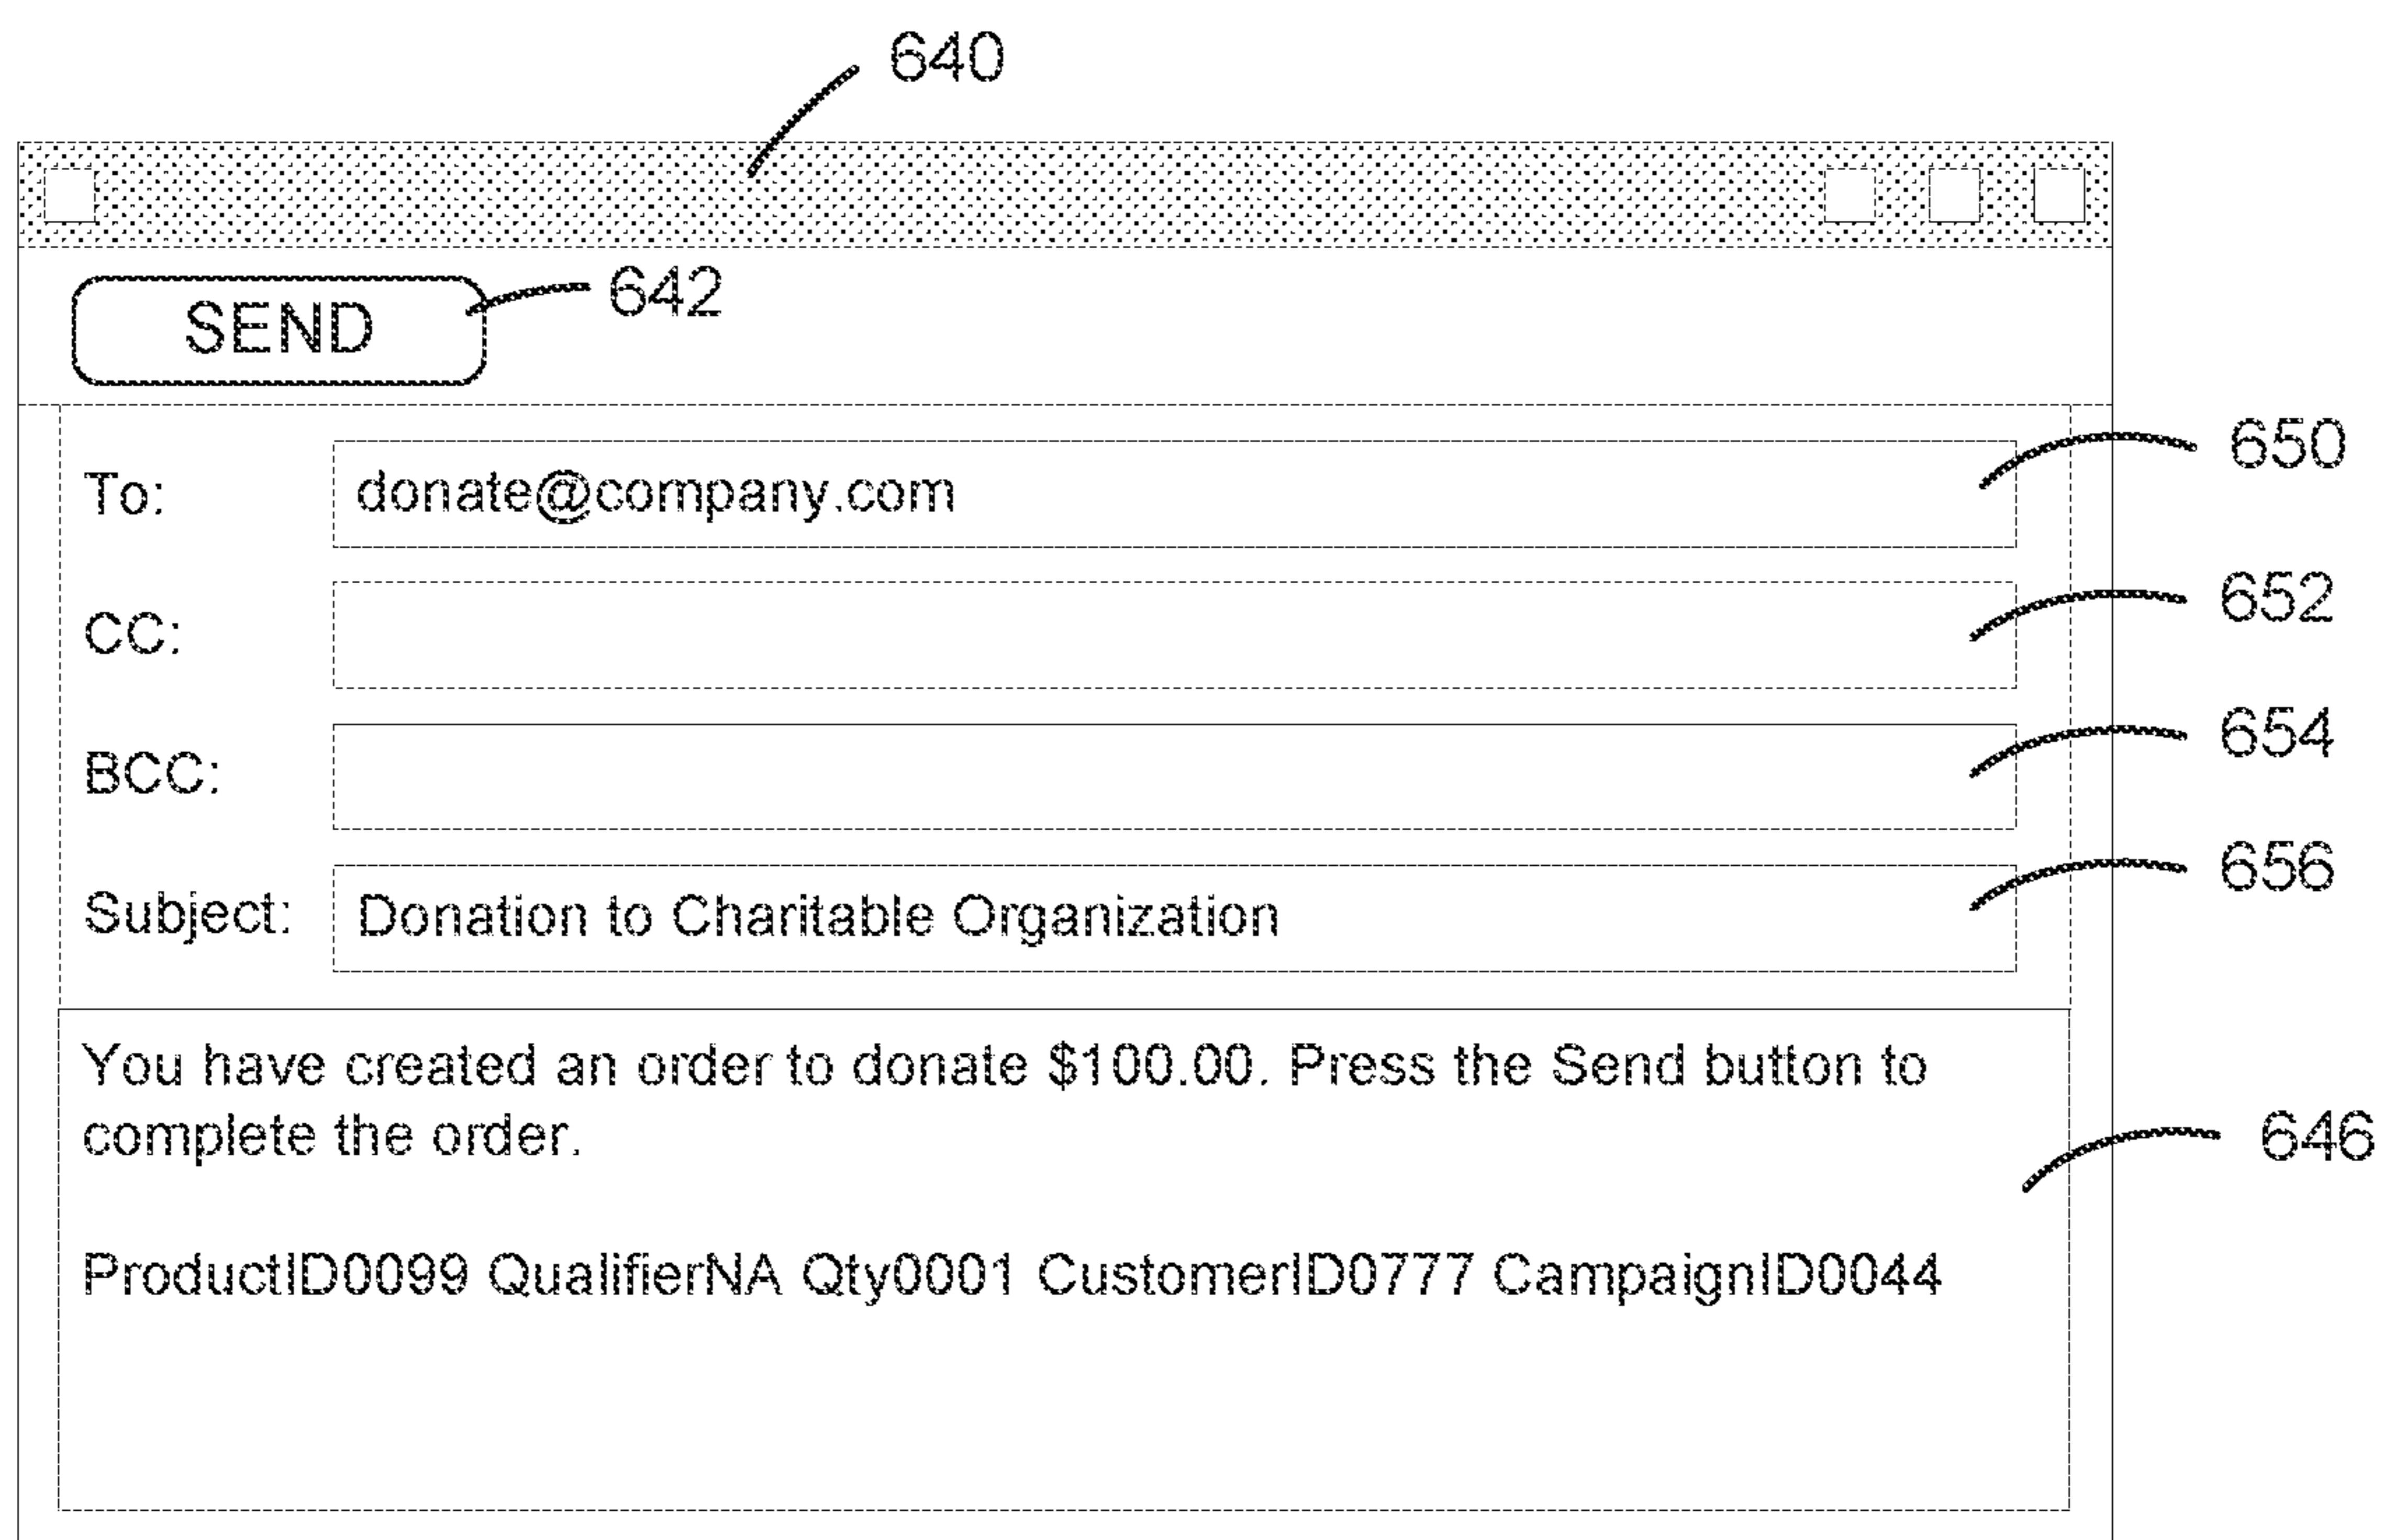 640
SEND 642
To: donate@company.com 650
CC: 652
BCC: 654
Subject: Donation to Charitable Organization 656
You have created an order to donate $100.00. Press the Send button to
complete the order.
646
ProductID0099 QualifierNA Qty0001 CustomerID0777 CampaignID0044